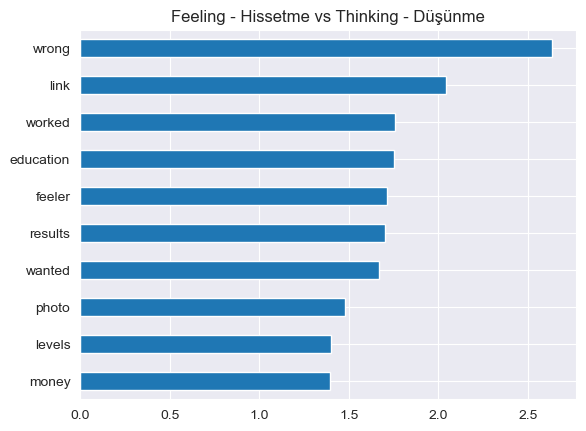 Feeling - Hissetme vs Thinking - Düşünme
wrong
link
worked
education
feeler
results
wanted
photo
levels
money
0.0 0.5 1.0 1.5 2.0 2.5